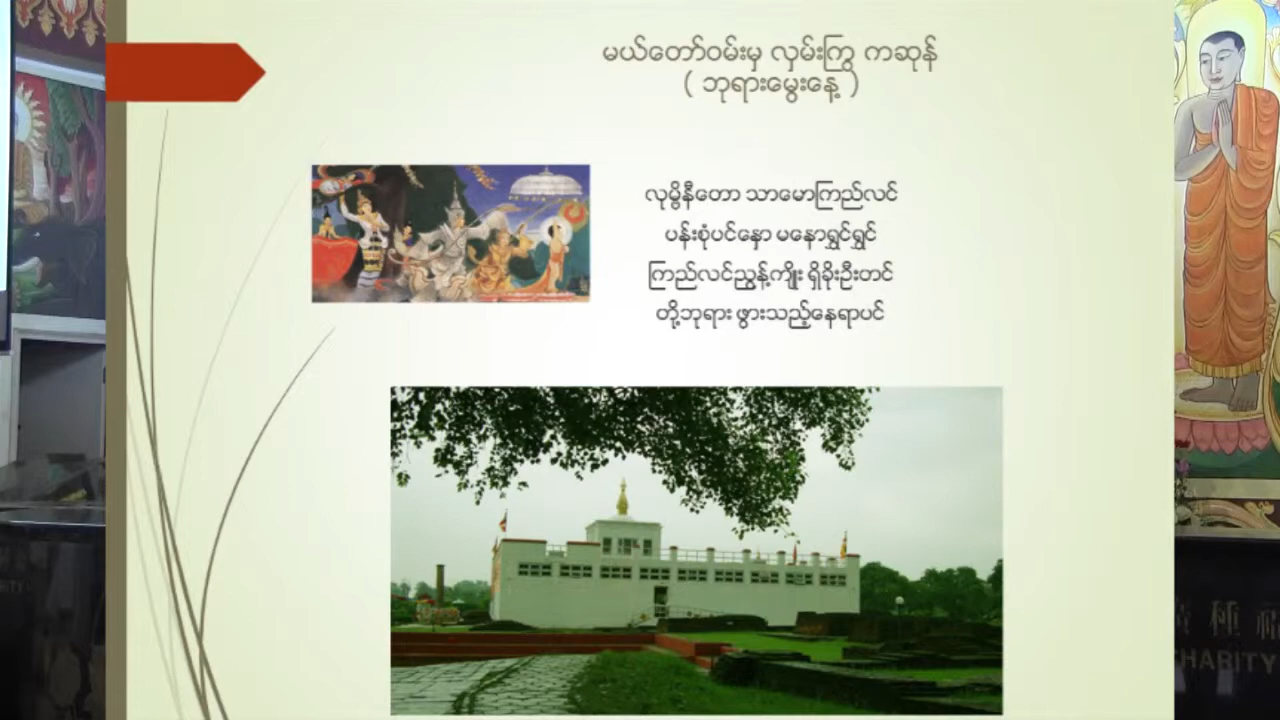 မယ်တော်ဝမ်းမှ လှမ်းကြွ ကဆုန်
( ဘုရားမွေးနေ့ )
လုမ္ဗိနီတော သာမောကြည်လင်
ပန်းစုံပင်နှော မနောရွှင်ရွှင်
ကြည်လင်ညွှန့်ကျိုး ရှိခိုးဦးတင်
တို့ဘုရား ဖွားသည့်နေရာပင်
CHARITY